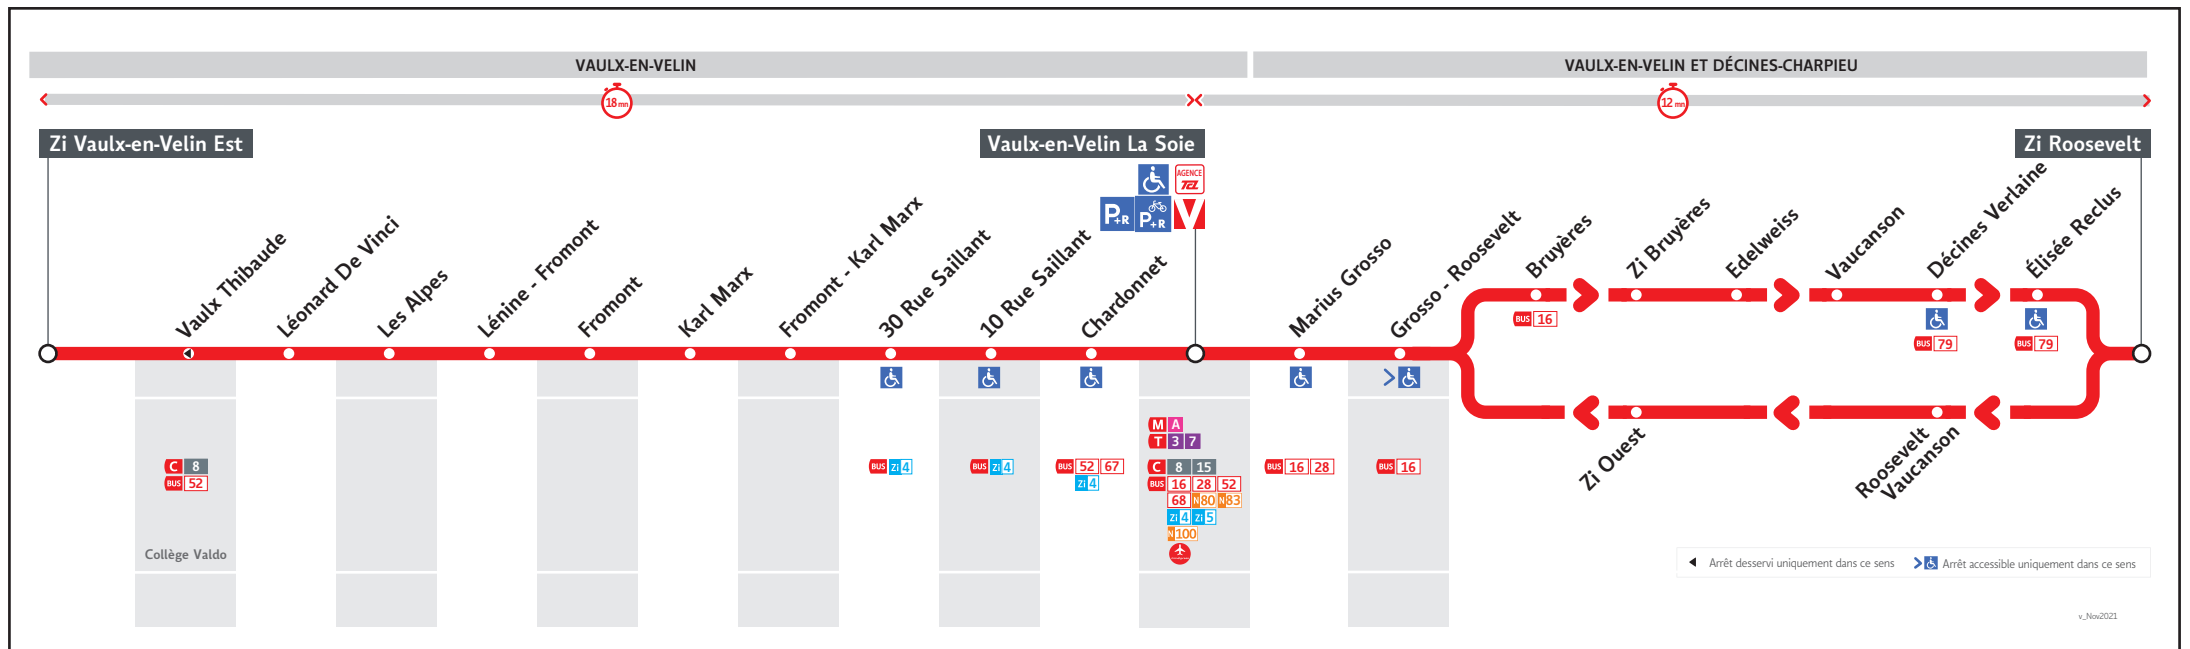 VAULX-EN-VELIN
VAULX-EN-VELIN ET DÉCINES-CHARPIEU
18 mn
12 mn
Zi Vaulx-en-Velin Est
Vaulx-en-Velin La Soie
Zi Roosevelt
AGENCE
TCL
P+R
P+R
Vaulx Thibaude
Léonard De Vinci
Les Alpes
Lénine - Fromont
Fromont
Karl Marx
Fromont - Karl Marx
30 Rue Saillant
10 Rue Saillant
Chardonnet
Marius Grosso
Grosso - Roosevelt
Bruyères
Zi Bruyères
Edelweiss
Vaucanson
Décines Verlaine
Élisée Reclus
BUS 16
BUS 79
BUS 79
Zi Ouest
Roosevelt
Vaucanson
C 8
BUS 52
Collège Valdo
BUS Zi 4
BUS Zi 4
BUS 52 67
Zi 4
M A
T 3 7
C 8 15
BUS 16 28 52
68 N80 N83
Zi 4 Zi 5
N100
BUS 16 28
BUS 16
Arrêt desservi uniquement dans ce sens
Arrêt accessible uniquement dans ce sens
v_Nov2021